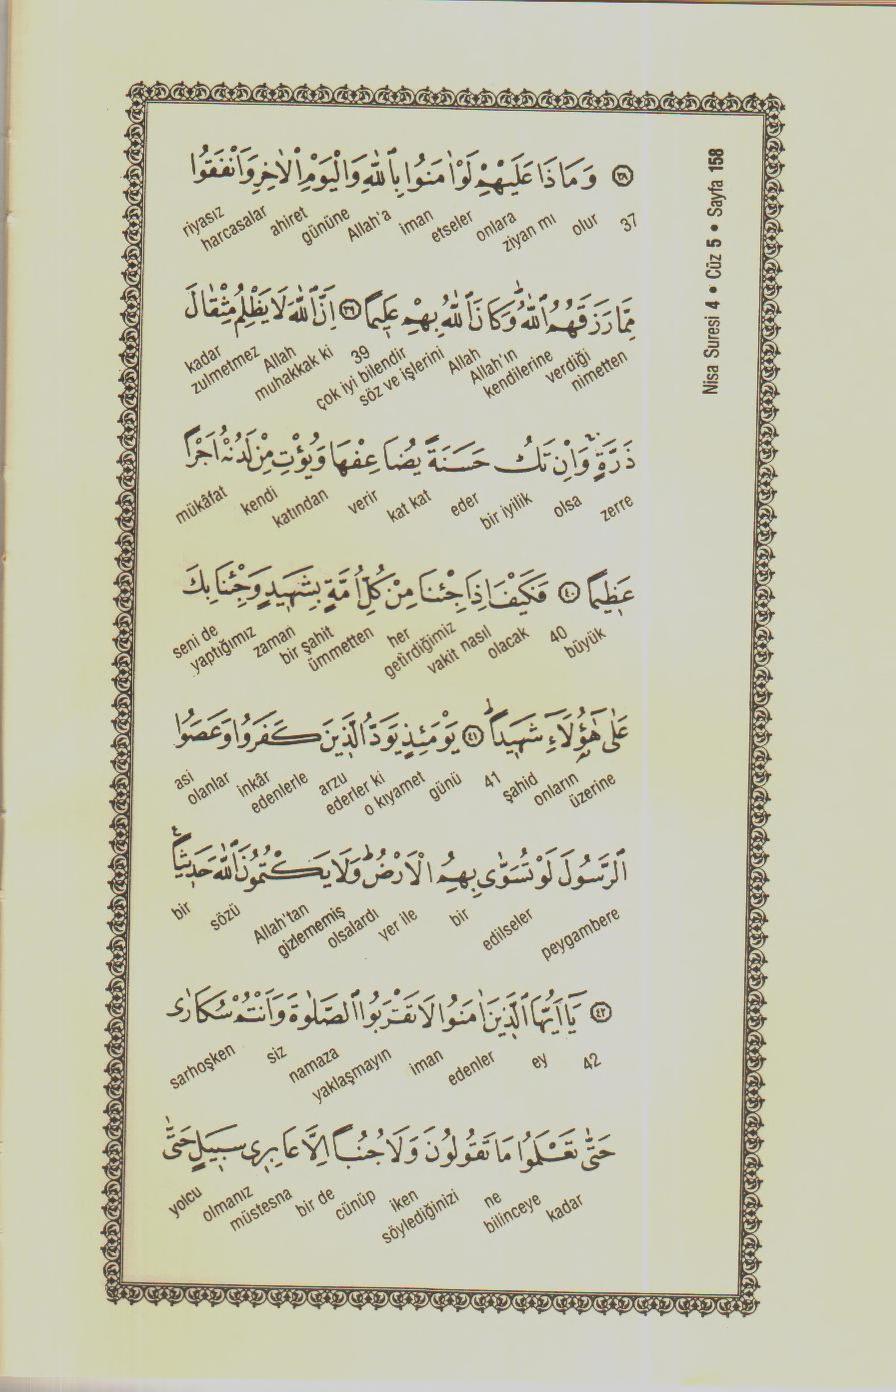 Nisa Suresi 4 • Cüz 5 • Sayfa 158
﴿٣٨﴾ وَمَاذَا عَلَيْهِمْ لَوْ اٰمَنُوا بِاللّٰهِ وَالْيَوْمِ الْاٰخِرِ وَاَنْفَقُوا
37 olur ziyan mı onlara etseler iman Allah'a gününe ahiret harcasalar riyasız
مِمَّا رَزَقَهُمُ اللّٰهُ وَكَانَ اللّٰهُ بِهِمْ عَلِيمًا ﴿٣٩﴾ اِنَّ اللّٰهَ لَا يَظْلِمُ مِثْقَالَ
nimetten verdiği kendilerine Allah'ın Allah söz ve işlerini çok iyi bilendir 39 muhakkak ki Allah zulmetmez kadar
ذَرَّةٍ وَاِنْ تَكُ حَسَنَةً يُضَاعِفْهَا وَيُؤْتِ مِنْ لَدُنْهُ اَجْرًا
zerre olsa bir iyilik eder kat kat verir katından kendi mükâfat
عَظِيمًا ﴿٤٠﴾ فَكَيْفَ اِذَا جِئْنَا مِنْ كُلِّ اُمَّةٍ بِشَهِيدٍ وَجِئْنَا بِكَ
büyük 40 olacak vakit nasıl getirdiğimiz her ümmetten bir şahit zaman yaptığımız seni de
عَلٰى هٰٓؤُ۬لَٓاءِ شَهِيدًا ﴿٤١﴾ يَوْمَئِذٍ يَوَدُّ الَّذِينَ كَفَرُوا وَعَصَوُا
üzerine onların şahid 41 günü o kıyamet ederler ki arzu edenlerle inkâr olanlar asi
الرَّسُولَ لَوْ تُسَوّٰى بِهِمُ الْاَرْضُ وَلَا يَكْتُمُونَ اللّٰهَ حَدِيثًا
peygambere edilseler bir yer ile olsalardı gizlememiş Allah'tan sözü bir
﴿٤٢﴾ يَٓا اَيُّهَا الَّذِينَ اٰمَنُوا لَا تَقْرَبُوا الصَّلٰوةَ وَاَنْتُمْ سُكَارٰى
42 ey edenler iman yaklaşmayın namaza siz sarhoşken
حَتّٰى تَعْلَمُوا مَا تَقُولُونَ وَلَا جُنُبًا اِلَّا عَابِرِى سَبِيلٍ حَتّٰى
kadar bilinceye ne söylediğinizi iken cünüp bir de müstesna olmanız yolcu